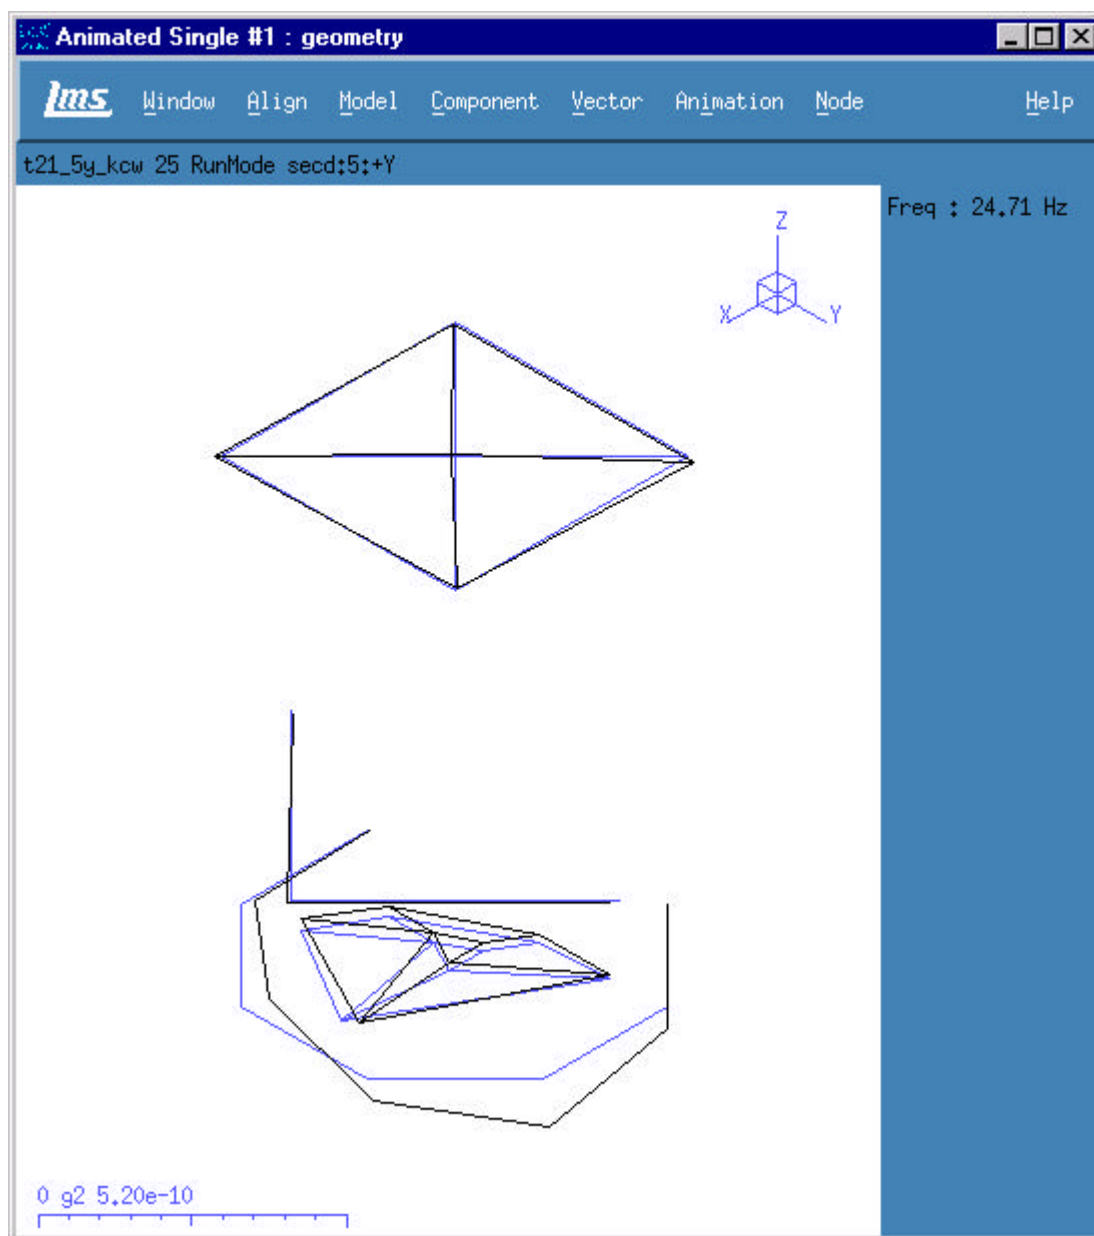 Animated Single #1 : geometry
lms Window Align Model Component Vector Animation Node Help
t21_5y_kcw 25 RunMode secd:5:+Y
Freq : 24.71 Hz
Z
X Y
0 g2 5.20e-10